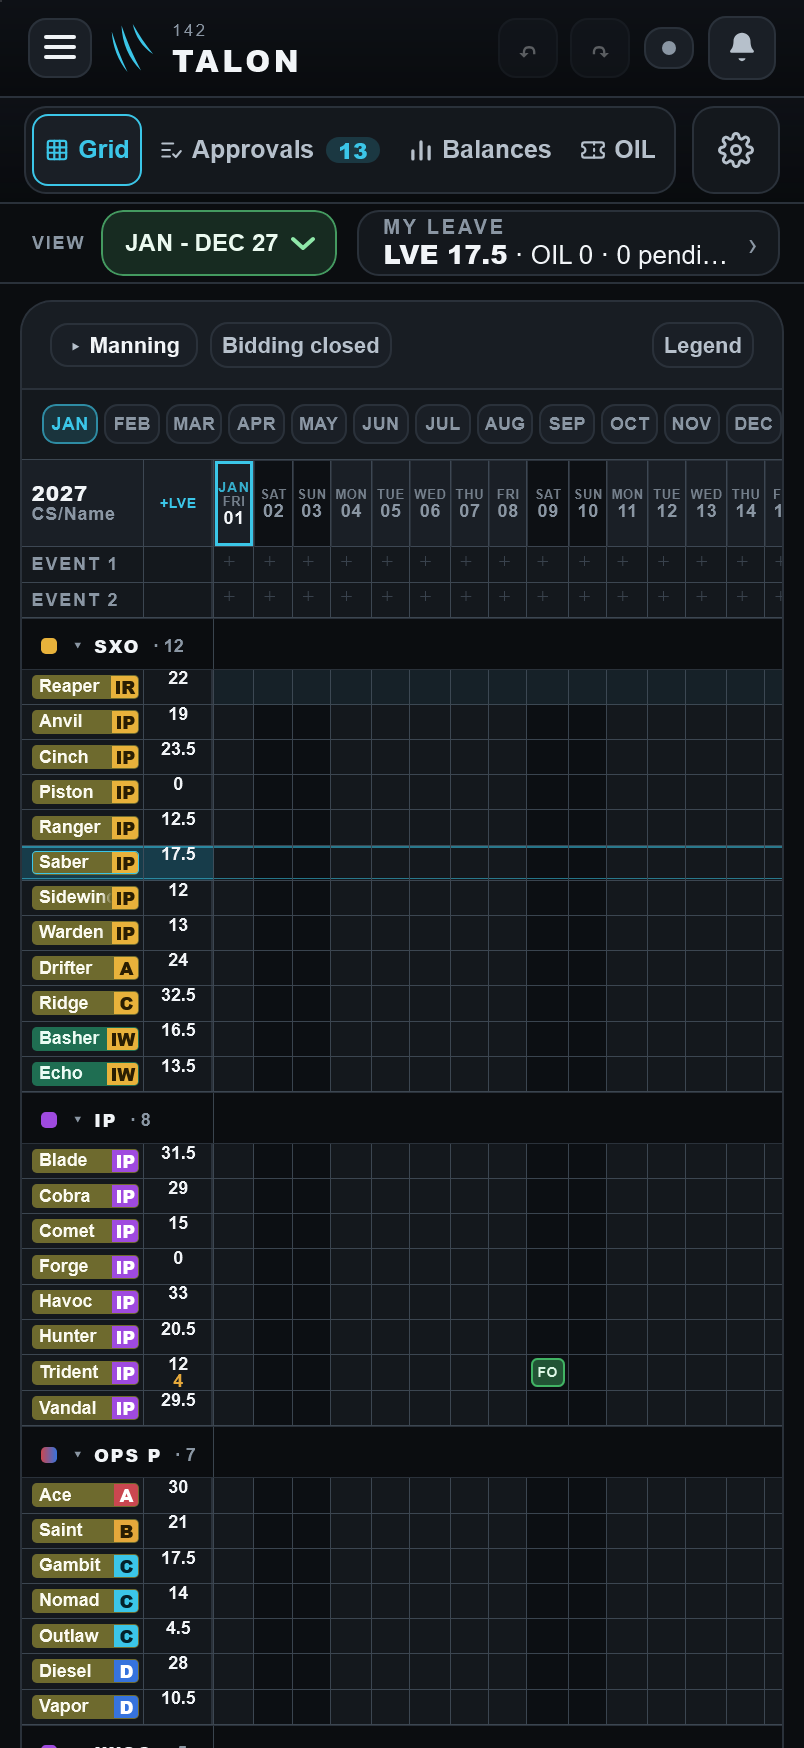 142
TALON
Grid
Approvals 13
Balances
OIL
VIEW
JAN - DEC 27
MY LEAVE
LVE 17.5 · OIL 0 · 0 pendi…
Manning
Bidding closed
Legend
JAN FEB MAR APR MAY JUN JUL AUG SEP OCT NOV DEC
2027
CS/Name
+LVE
JAN FRI 01
SAT 02
SUN 03
MON 04
TUE 05
WED 06
THU 07
FRI 08
SAT 09
SUN 10
MON 11
TUE 12
WED 13
THU 14
EVENT 1 + + + + + + + + + + + + + + +
EVENT 2 + + + + + + + + + + + + + + +
SXO · 12
Reaper IR 22
Anvil IP 19
Cinch IP 23.5
Piston IP 0
Ranger IP 12.5
Saber IP 17.5
Sidewin IP 12
Warden IP 13
Drifter A 24
Ridge C 32.5
Basher IW 16.5
Echo IW 13.5
IP · 8
Blade IP 31.5
Cobra IP 29
Comet IP 15
Forge IP 0
Havoc IP 33
Hunter IP 20.5
Trident IP 12 4 FO
Vandal IP 29.5
OPS P · 7
Ace A 30
Saint B 21
Gambit C 17.5
Nomad C 14
Outlaw C 4.5
Diesel D 28
Vapor D 10.5